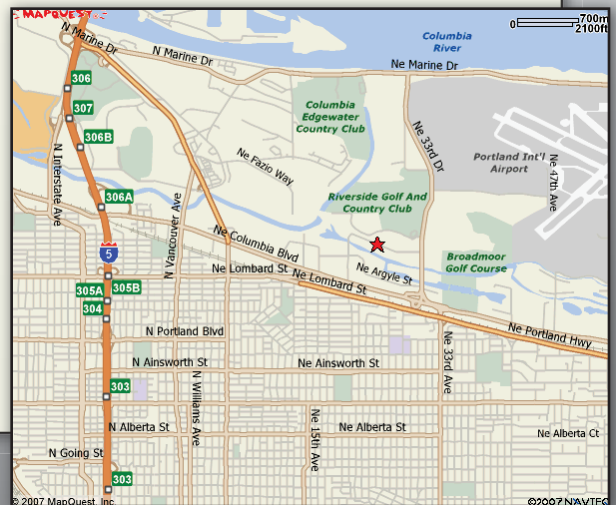 MAPQUEST
0 700m
2100ft
N Marine Dr
N Marine Dr
Columbia
River
Ne Marine Dr
306
307
306B
306A
5
305A
305B
304
303
303
N Interstate Ave
Columbia
Edgewater
Country Club
Ne Fazio Way
Ne 33rd Dr
Portland Int'l
Airport
Ne 47th Ave
Riverside Golf And
Country Club
N Vancouver Ave
Ne Columbia Blvd
Broadmoor
Golf Course
Ne Argyle St
Ne Lombard St
Ne Lombard St
Ne Portland Hwy
N Portland Blvd
N Ainsworth St
Ne Ainsworth St
Ne 33rd Ave
N Williams Ave
Ne 15th Ave
N Alberta St
Ne Alberta St
Ne Alberta Ct
N Going St
© 2007 MapQuest, Inc.
©2007 NAVTEQ